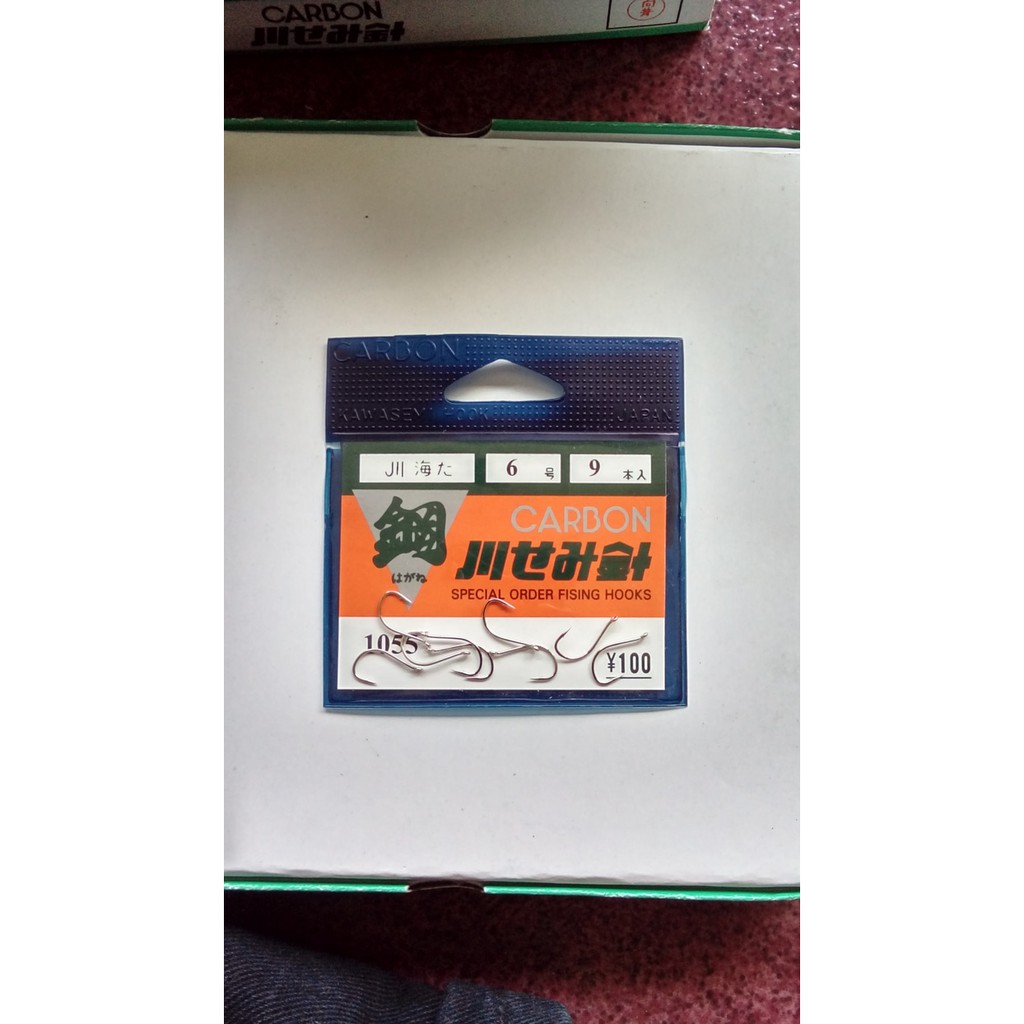 CARBON
川せみ針
CARBON
KAWASEMI HOOK JAPAN
川海た
6号
9本入
鋼
はがね
CARBON
川せみ針
SPECIAL ORDER FISING HOOKS
1055
¥100